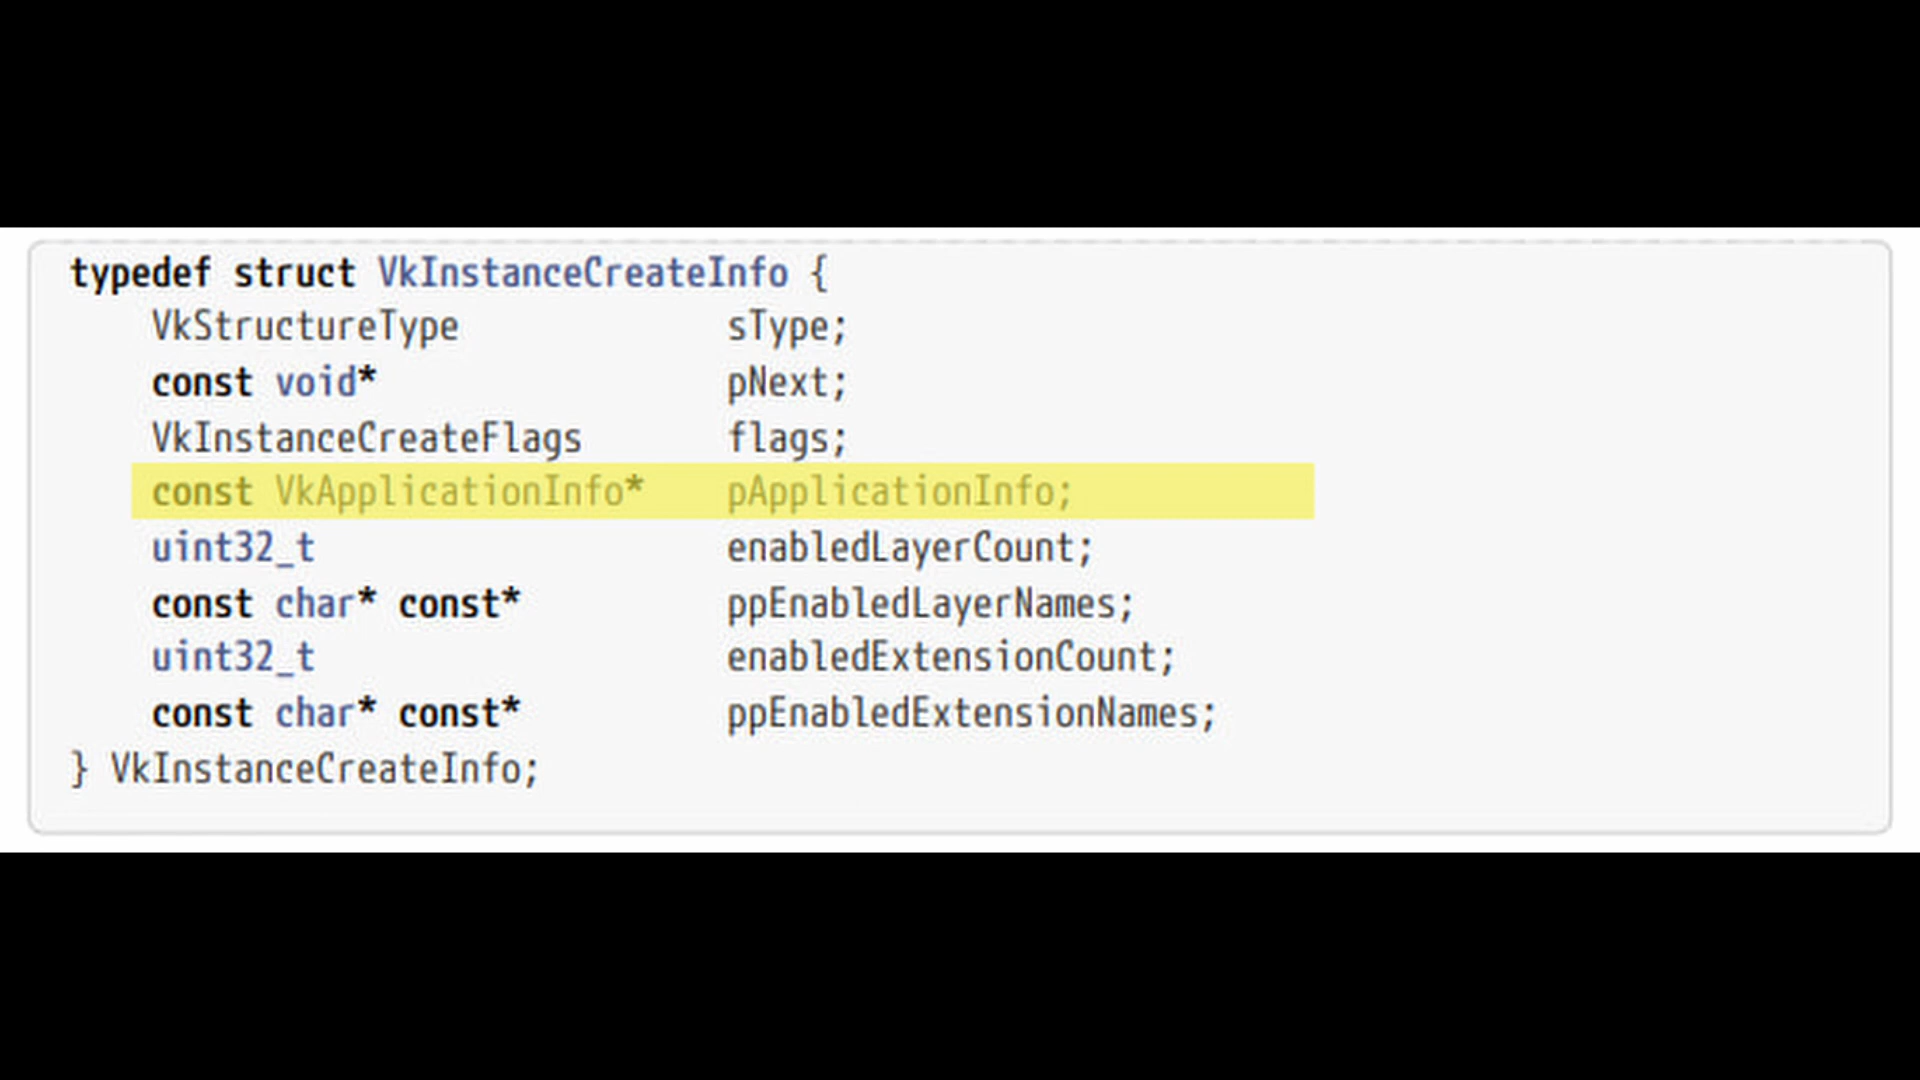 typedef struct VkInstanceCreateInfo {
    VkStructureType             sType;
    const void*                 pNext;
    VkInstanceCreateFlags       flags;
    const VkApplicationInfo*    pApplicationInfo;
    uint32_t                    enabledLayerCount;
    const char* const*          ppEnabledLayerNames;
    uint32_t                    enabledExtensionCount;
    const char* const*          ppEnabledExtensionNames;
} VkInstanceCreateInfo;